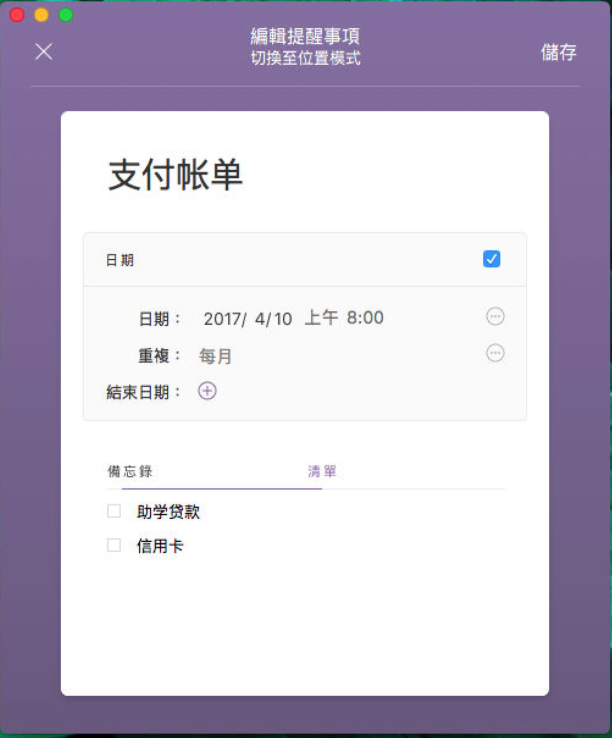 編輯提醒事項
切換至位置模式
儲存
支付帐单
日期
日期： 2017/ 4/10 上午 8:00
重複： 每月
結束日期：
備忘錄 清單
助学贷款
信用卡